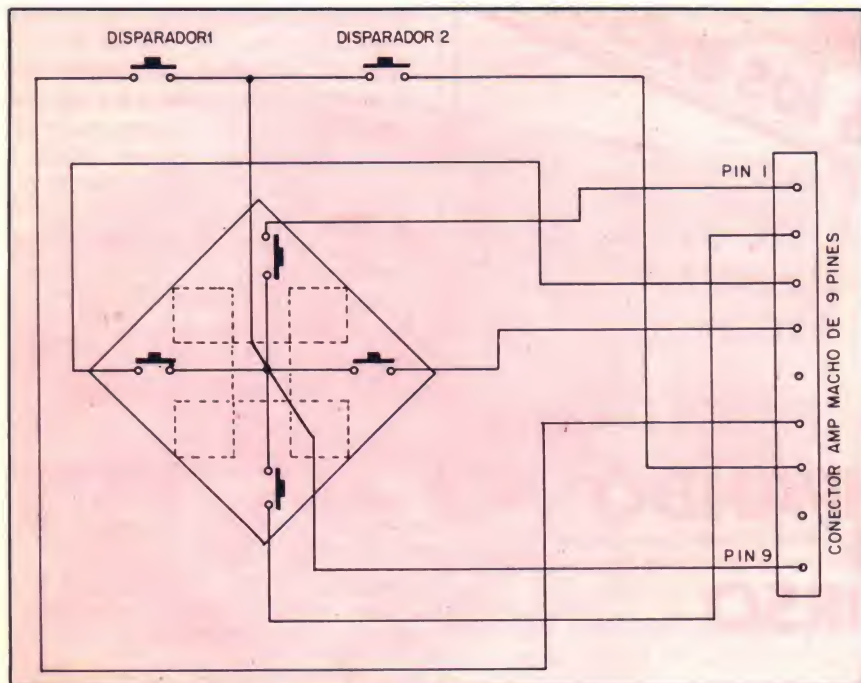 DISPARADOR1
DISPARADOR 2
PIN 1
CONECTOR AMP MACHO DE 9 PINES
PIN 9